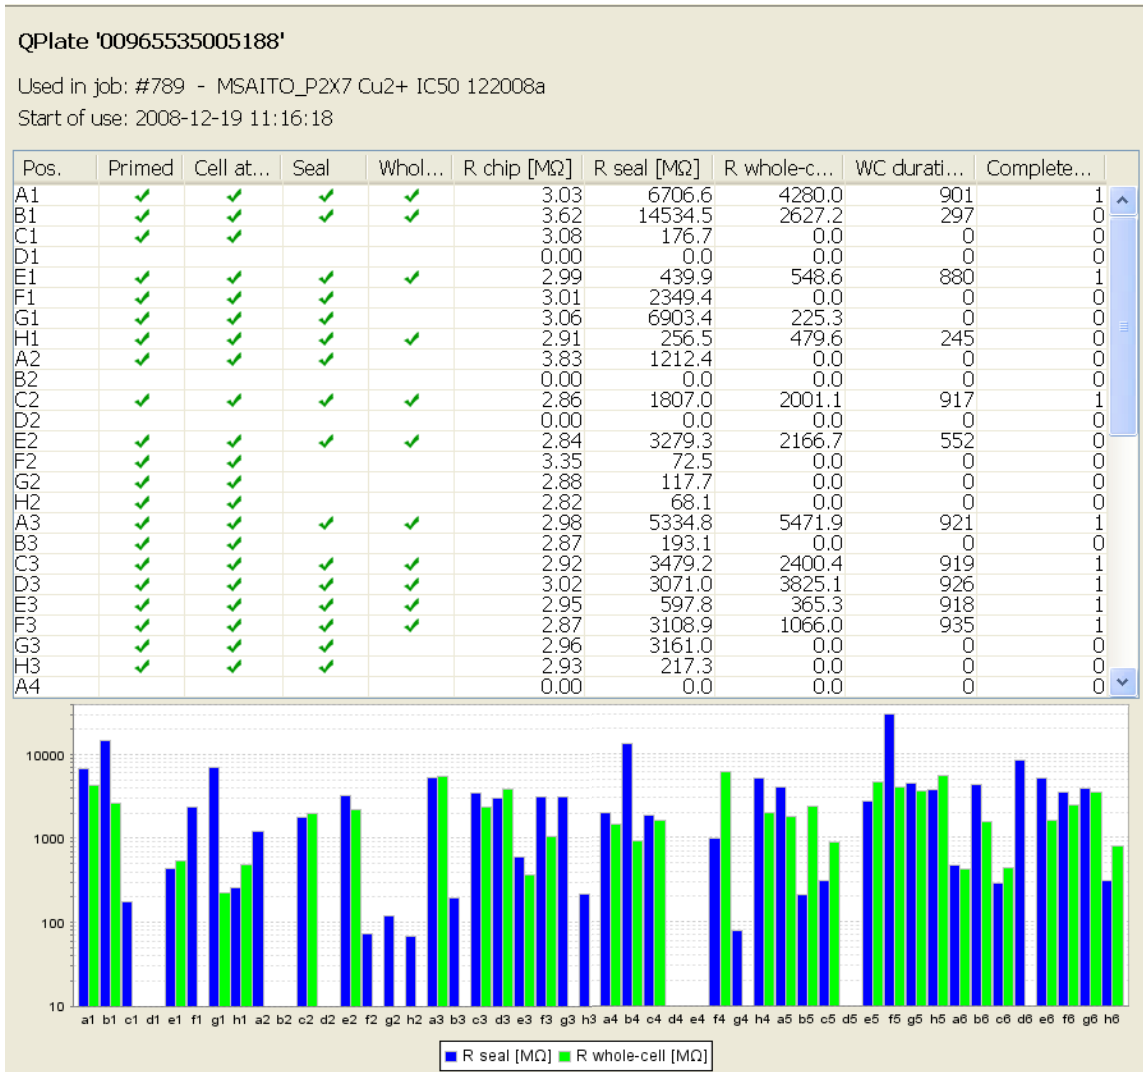 QPlate '00965535005188'
Used in job: #789 - MSAITO_P2X7 Cu2+ IC50 122008a
Start of use: 2008-12-19 11:16:18
Pos. Primed Cell at... Seal Whol... R chip [MΩ] R seal [MΩ] R whole-c... WC durati... Complete...
A1 ✓ ✓ ✓ ✓ 3.03 6706.6 4280.0 901 1
B1 ✓ ✓ ✓ ✓ 3.62 14534.5 2627.2 297 0
C1 ✓ ✓ 3.08 176.7 0.0 0 0
D1 0.00 0.0 0.0 0 0
E1 ✓ ✓ ✓ ✓ 2.99 439.9 548.6 880 1
F1 ✓ ✓ ✓ 3.01 2349.4 0.0 0 0
G1 ✓ ✓ ✓ 3.06 6903.4 225.3 0 0
H1 ✓ ✓ ✓ ✓ 2.91 256.5 479.6 245 0
A2 ✓ ✓ ✓ 3.83 1212.4 0.0 0 0
B2 0.00 0.0 0.0 0 0
C2 ✓ ✓ ✓ ✓ 2.86 1807.0 2001.1 917 1
D2 0.00 0.0 0.0 0 0
E2 ✓ ✓ ✓ ✓ 2.84 3279.3 2166.7 552 0
F2 ✓ ✓ 3.35 72.5 0.0 0 0
G2 ✓ ✓ 2.88 117.7 0.0 0 0
H2 ✓ ✓ 2.82 68.1 0.0 0 0
A3 ✓ ✓ ✓ ✓ 2.98 5334.8 5471.9 921 1
B3 ✓ ✓ 2.87 193.1 0.0 0 0
C3 ✓ ✓ ✓ ✓ 2.92 3479.2 2400.4 919 1
D3 ✓ ✓ ✓ ✓ 3.02 3071.0 3825.1 926 1
E3 ✓ ✓ ✓ ✓ 2.95 597.8 365.3 918 1
F3 ✓ ✓ ✓ ✓ 2.87 3108.9 1066.0 935 1
G3 ✓ ✓ ✓ 2.96 3161.0 0.0 0 0
H3 ✓ ✓ ✓ 2.93 217.3 0.0 0 0
A4 0.00 0.0 0.0 0 0
10000
1000
100
10
a1 b1 c1 d1 e1 f1 g1 h1 a2 b2 c2 d2 e2 f2 g2 h2 a3 b3 c3 d3 e3 f3 g3 h3 a4 b4 c4 d4 e4 f4 g4 h4 a5 b5 c5 d5 e5 f5 g5 h5 a6 b6 c6 d6 e6 f6 g6 h6
R seal [MΩ] R whole-cell [MΩ]